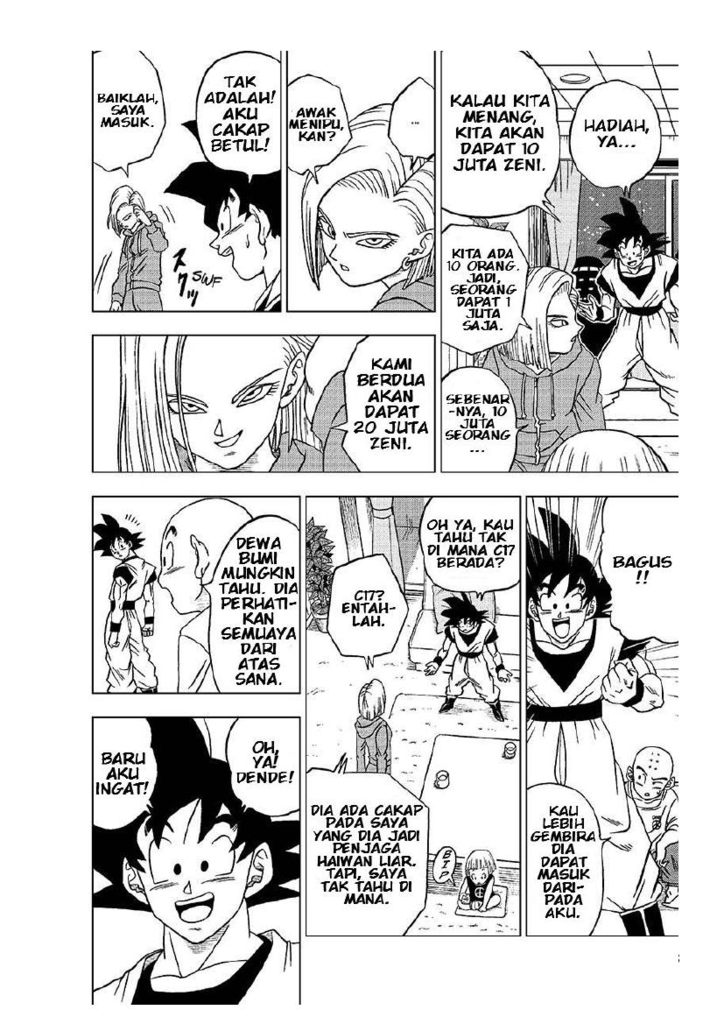 HADIAH,
YA...
KALAU KITA
MENANG,
KITA AKAN
DAPAT 10
JUTA ZENI.
KITA ADA
10 ORANG.
JADI,
SEORANG
DAPAT 1
JUTA
SAJA.
SEBENAR
-NYA, 10
JUTA
SEORANG
...
...
AWAK
MENIPU,
KAN?
TAK
ADALAH!
AKU
CAKAP
BETUL!
SWF
BAIKLAH,
SAYA
MASUK.
KAMI
BERDUA
AKAN
DAPAT
20 JUTA
ZENI.
BAGUS
!!
KAU
LEBIH
GEMBIRA
DIA
DAPAT
MASUK
DARI-
PADA
AKU.
OH YA, KAU
TAHU TAK
DI MANA C17
BERADA?
C17?
ENTAH-
LAH.
DIA ADA CAKAP
PADA SAYA
YANG DIA JADI
PENJAGA
HAIWAN LIAR.
TAPI, SAYA
TAK TAHU DI
MANA.
BIP
DEWA
BUMI
MUNGKIN
TAHU. DIA
PERHATI-
KAN
SEMUAYA
DARI
ATAS
SANA.
OH,
YA!
DENDE!
BARU
AKU
INGAT!